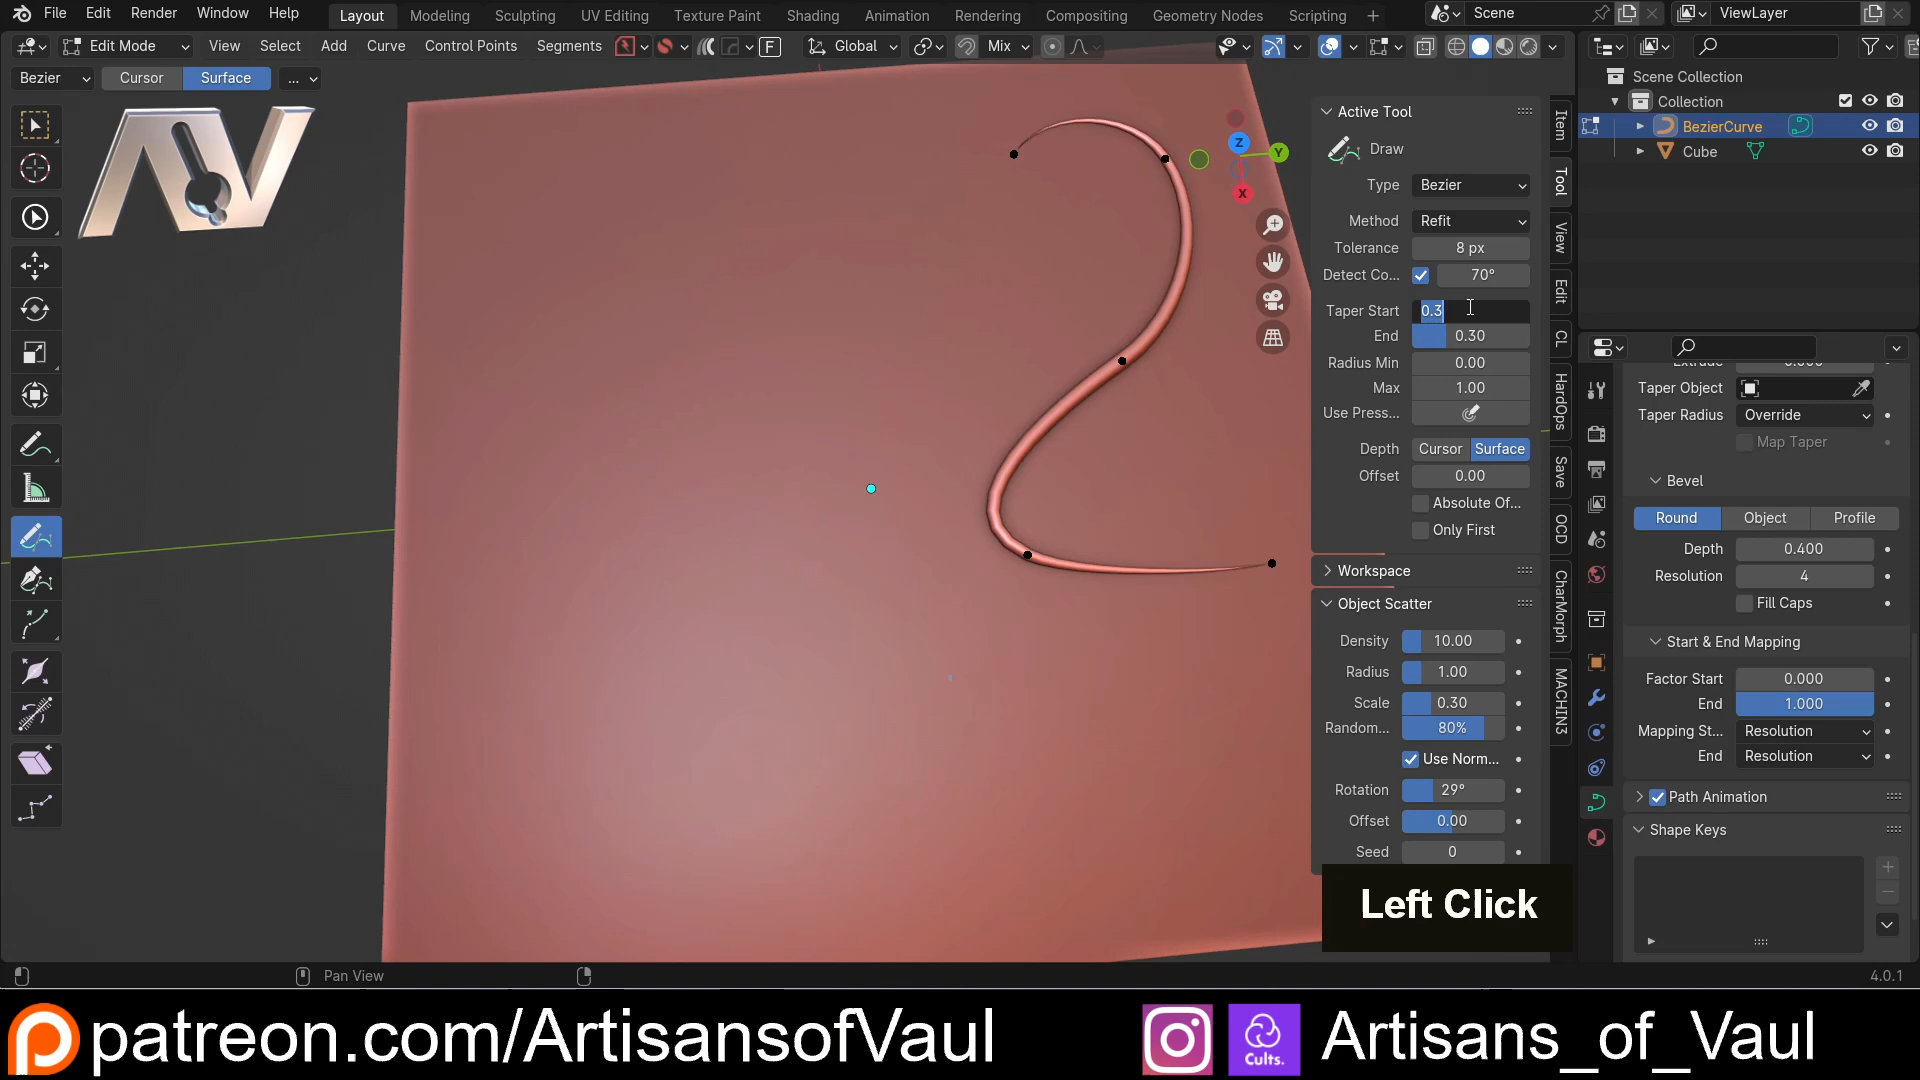 File Edit Render Window Help Layout Modeling Sculpting UV Editing Texture Paint Shading Animation Rendering Compositing Geometry Nodes Scripting + Scene ViewLayer
Edit Mode View Select Add Curve Control Points Segments F Global Mix
Bezier Cursor Surface ...
Scene Collection
Collection
BezierCurve
Cube
AV
Z
Y
X
Active Tool
Draw
Type Bezier
Method Refit
Tolerance 8 px
Detect Co... 70°
Taper Start 0.3
End 0.30
Radius Min 0.00
Max 1.00
Use Press...
Depth Cursor Surface
Offset 0.00
Absolute Of...
Only First
Workspace
Object Scatter
Density 10.00
Radius 1.00
Scale 0.30
Random... 80%
Use Norm...
Rotation 29°
Offset 0.00
Seed 0
Item
Tool
View
Edit
CL
HardOps
Save
OCD
CharMorph
MACHIN3
Taper Object
Taper Radius Override
Map Taper
Bevel
Round Object Profile
Depth 0.400
Resolution 4
Fill Caps
Start & End Mapping
Factor Start 0.000
End 1.000
Mapping St... Resolution
End Resolution
Path Animation
Shape Keys
Left Click
Pan View
4.0.1
patreon.com/ArtisansofVaul
Cults.
Artisans_of_Vaul